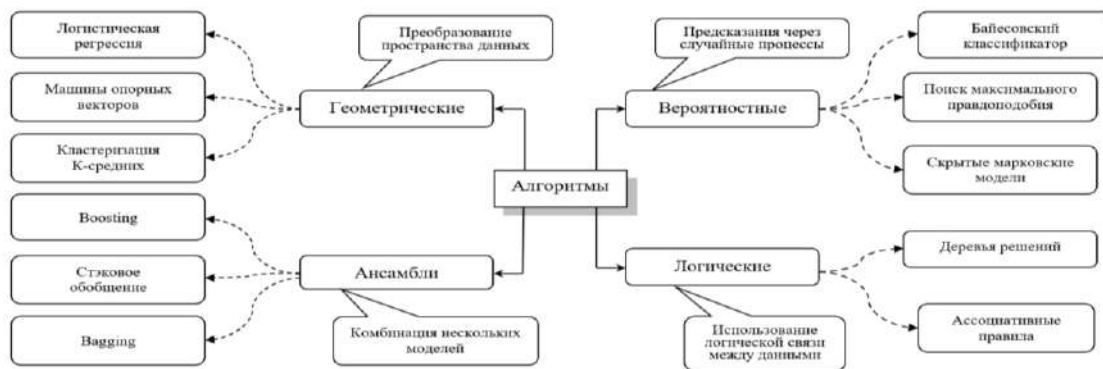 Логистическая
регрессия
Машины опорных
векторов
Кластеризация
К-средних
Преобразование
пространства данных
Геометрические
Предсказания через
случайные процессы
Вероятностные
Байесовский
классификатор
Поиск максимального
правдоподобия
Скрытые марковские
модели
Алгоритмы
Boosting
Стэковое
обобщение
Bagging
Ансамбли
Комбинация нескольких
моделей
Логические
Использование
логической связи
между данными
Деревья решений
Ассоциативные
правила